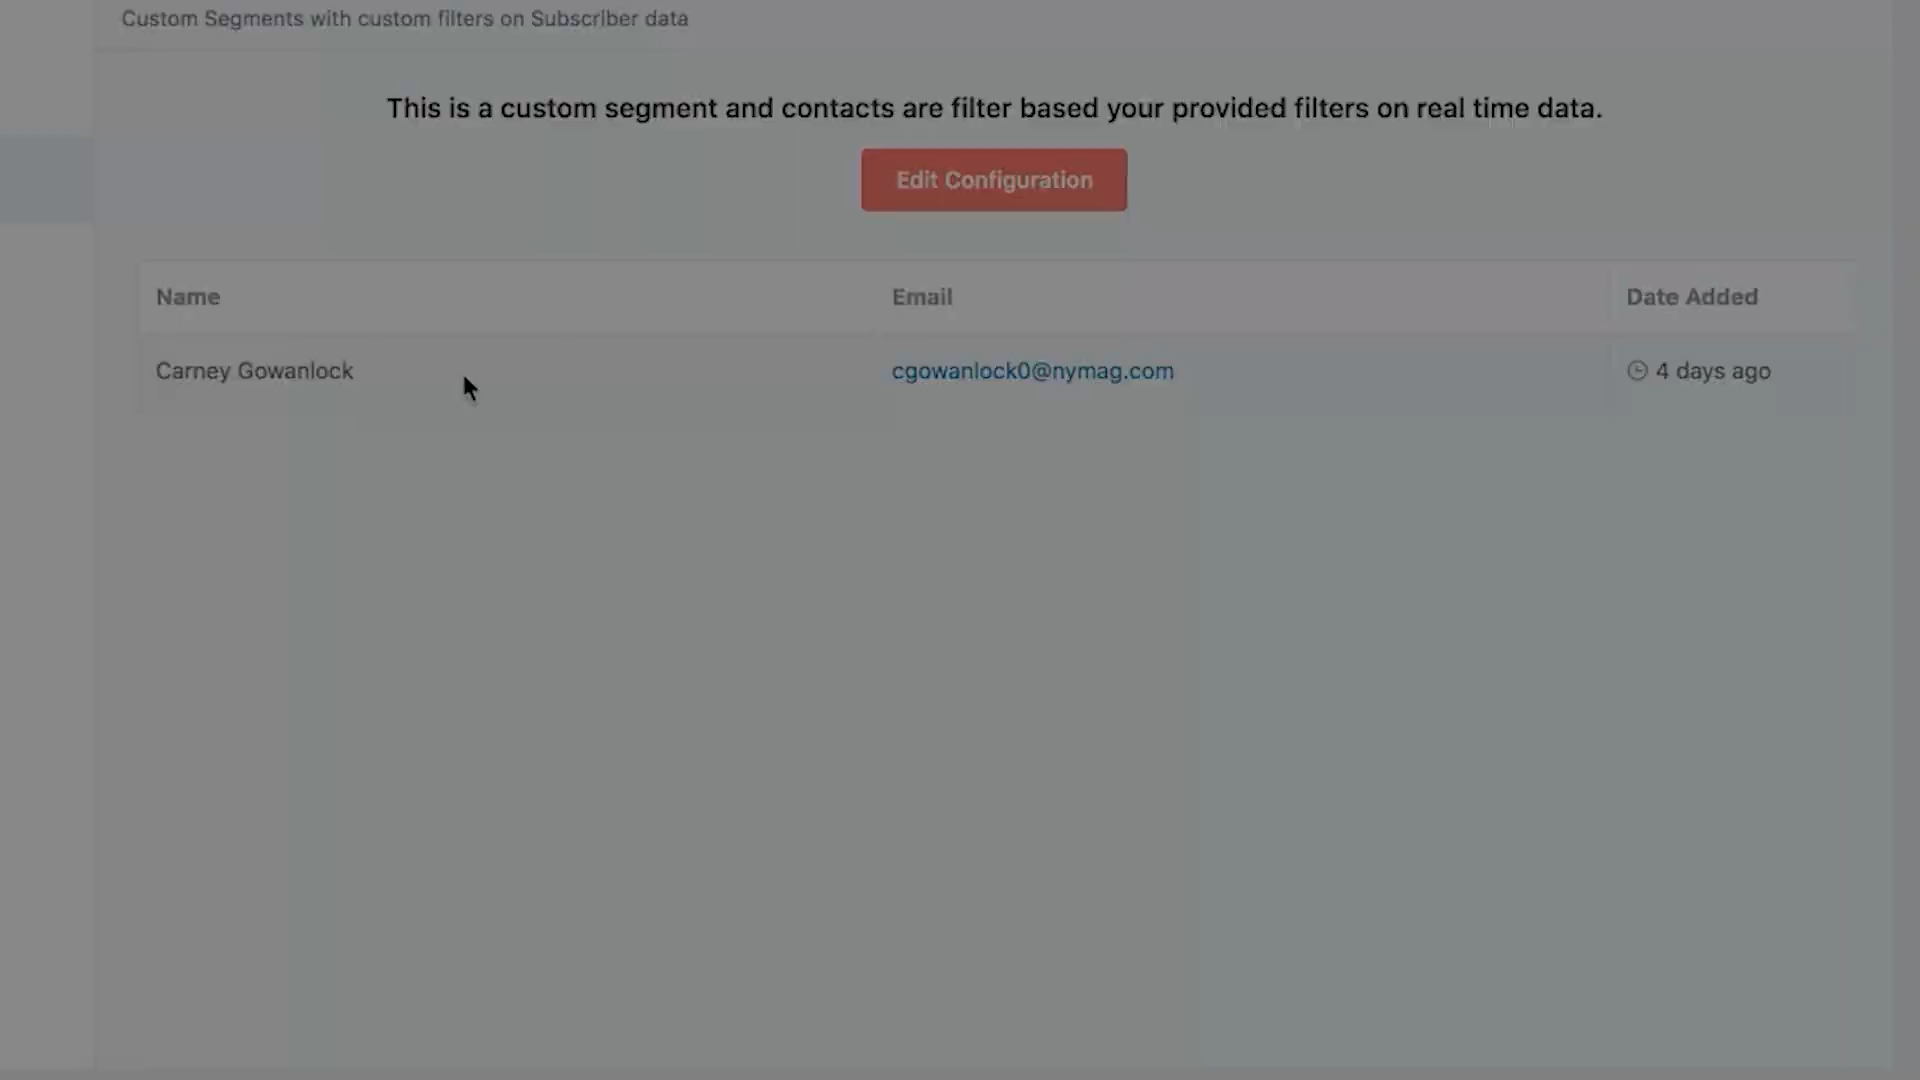 Custom Segments with custom filters on Subscriber data
This is a custom segment and contacts are filter based your provided filters on real time data.
Edit Configuration
Name Email Date Added
Carney Gowanlock cgowanlock0@nymag.com 4 days ago